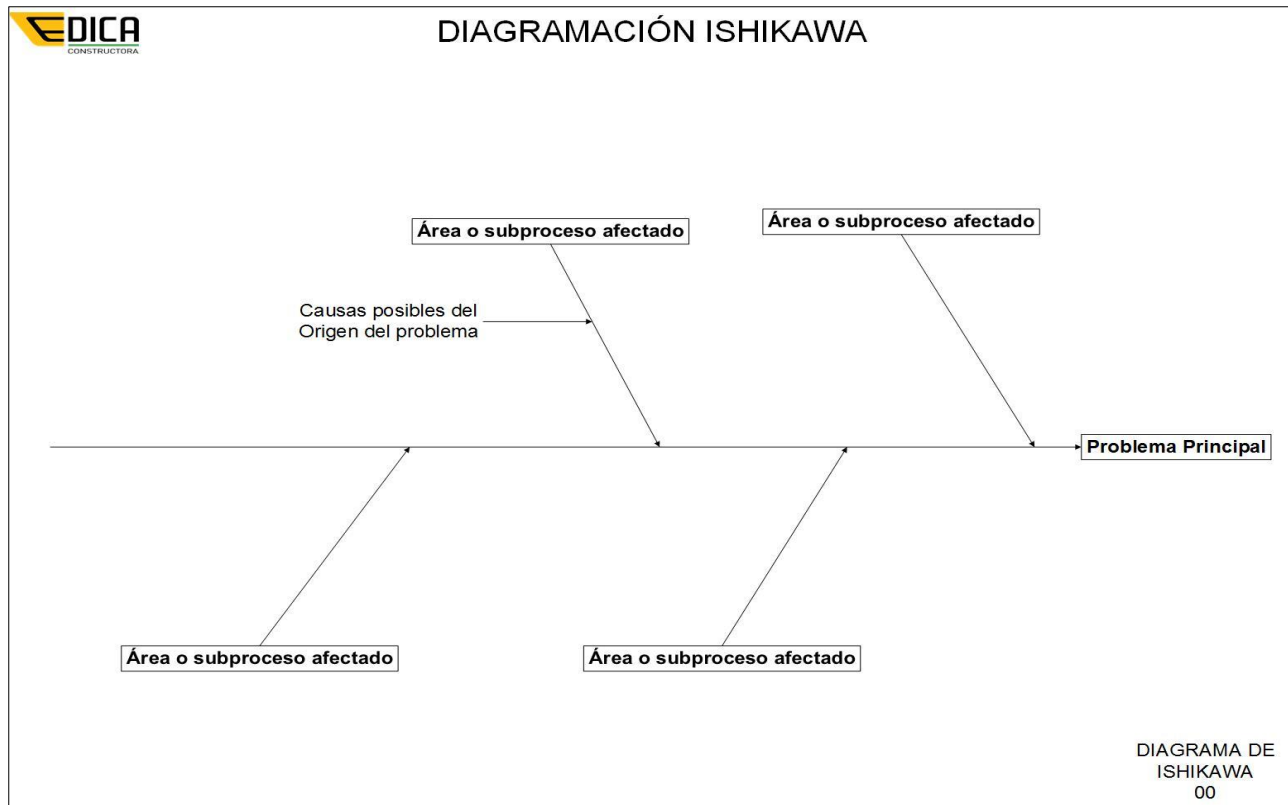 EDICA
CONSTRUCTORA
DIAGRAMACIÓN ISHIKAWA
Área o subproceso afectado
Área o subproceso afectado
Causas posibles del
Origen del problema
Problema Principal
Área o subproceso afectado
Área o subproceso afectado
DIAGRAMA DE
ISHIKAWA
00